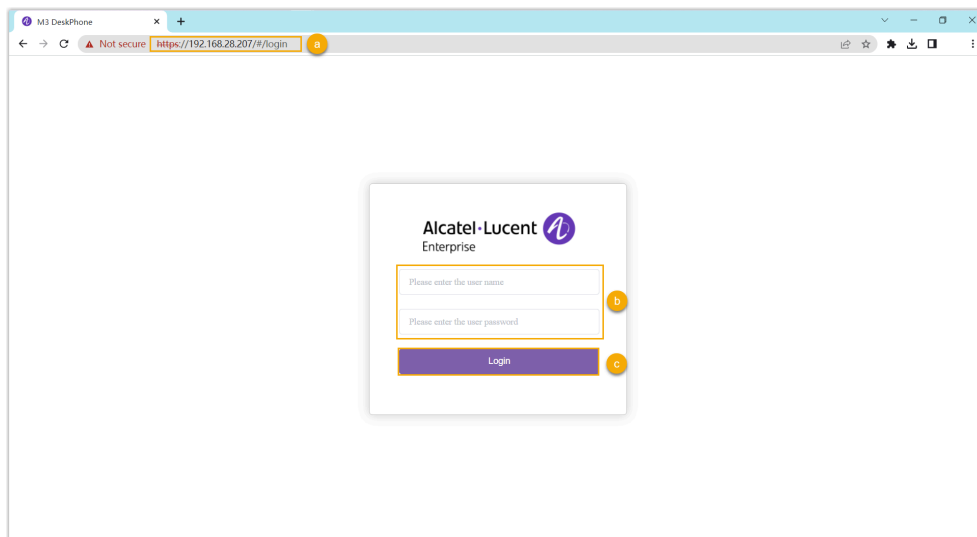 M3 DeskPhone
Not secure https://192.168.28.207/#/login a
Alcatel·Lucent
Enterprise
Please enter the user name
b
Please enter the user password
Login c